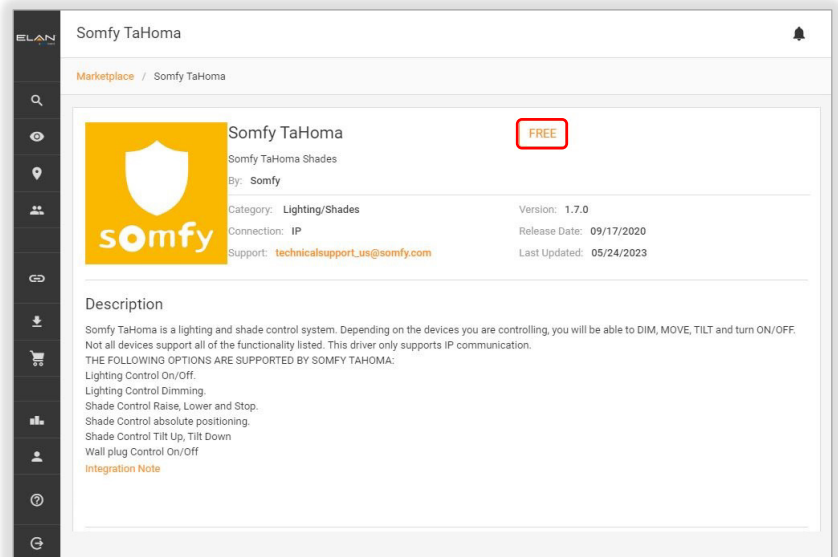 ELAN
Somfy TaHoma
Marketplace / Somfy TaHoma
somfy
Somfy TaHoma
FREE
Somfy TaHoma Shades
By: Somfy
Category: Lighting/Shades
Version: 1.7.0
Connection: IP
Release Date: 09/17/2020
Support: technicalsupport_us@somfy.com
Last Updated: 05/24/2023
Description
Somfy TaHoma is a lighting and shade control system. Depending on the devices you are controlling, you will be able to DIM, MOVE, TILT and turn ON/OFF.
Not all devices support all of the functionality listed. This driver only supports IP communication.
THE FOLLOWING OPTIONS ARE SUPPORTED BY SOMFY TAHOMA:
Lighting Control On/Off.
Lighting Control Dimming.
Shade Control Raise, Lower and Stop.
Shade Control absolute positioning.
Shade Control Tilt Up, Tilt Down
Wall plug Control On/Off
Integration Note